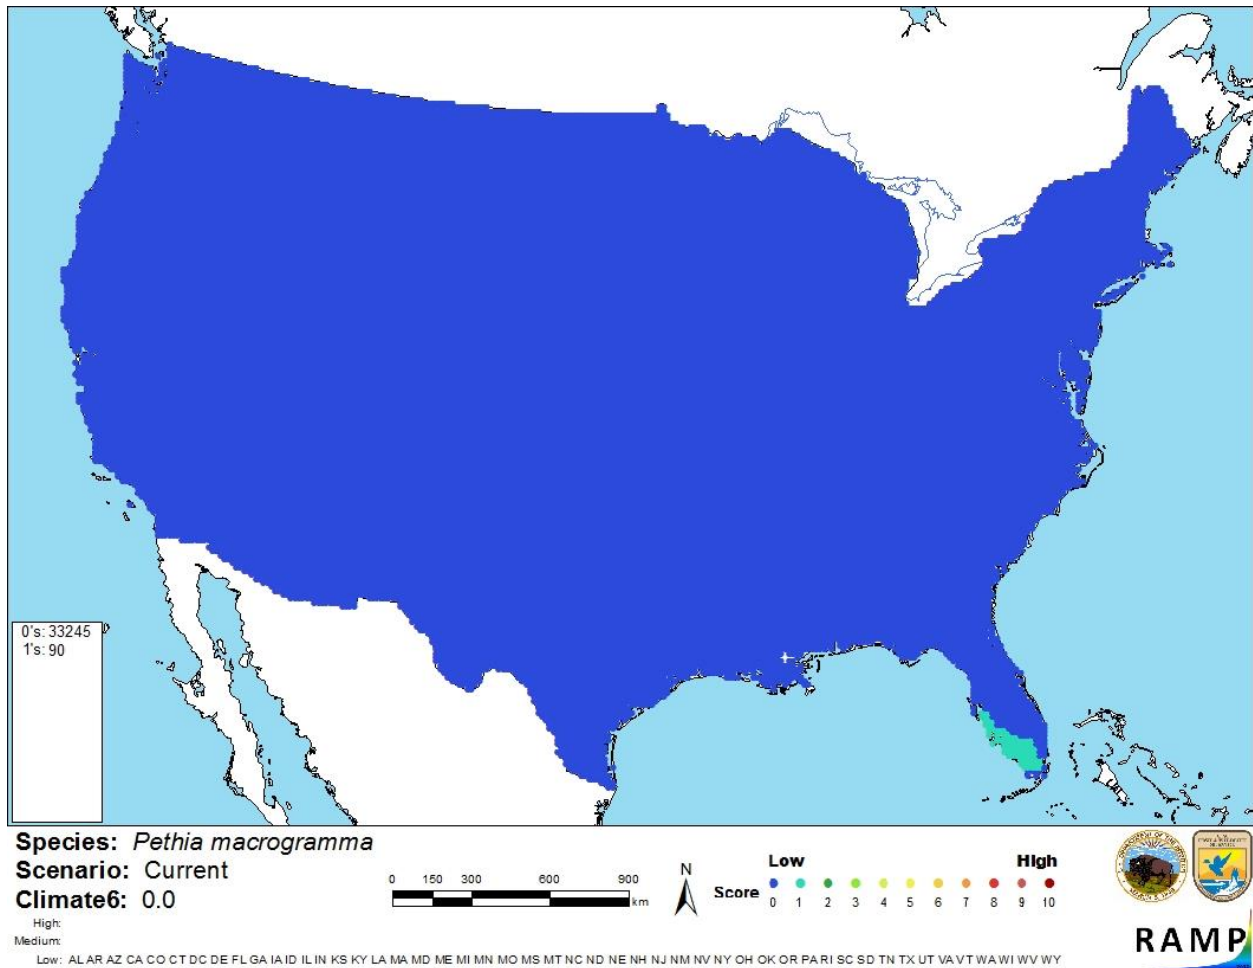 0's: 33245
1's: 90
Species: Pethia macrogramma
Scenario: Current
Climate6: 0.0
High:
Medium:
Low: AL AR AZ CA CO CT DC DE FL GA IA ID IL IN KS KY LA MA MD ME MI MN MO MS MT NC ND NE NH NJ NM NV NY OH OK OR PA RI SC SD TN TX UT VA VT WA WI WV WY
0 150 300 600 900
km
N
Low High
Score
0 1 2 3 4 5 6 7 8 9 10
RAMP